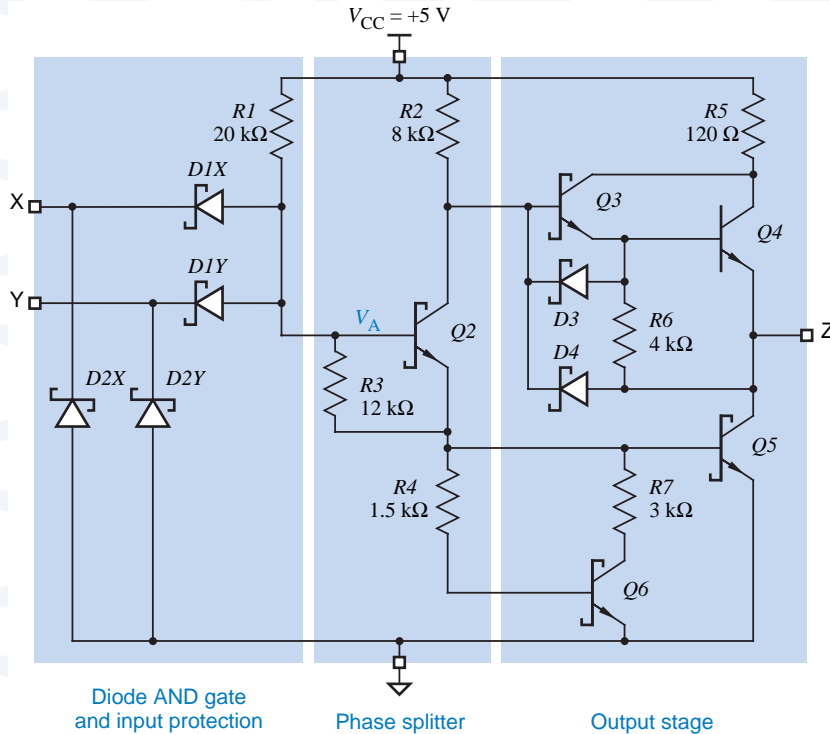 VCC = +5 V
R1
20 kΩ
R2
8 kΩ
R5
120 Ω
D1X
X
Q3
Q4
D1Y
Y
VA
Q2
D3
R6
4 kΩ
Z
D2X
D2Y
R3
12 kΩ
D4
Q5
R4
1.5 kΩ
R7
3 kΩ
Q6
Diode AND gate
and input protection
Phase splitter
Output stage